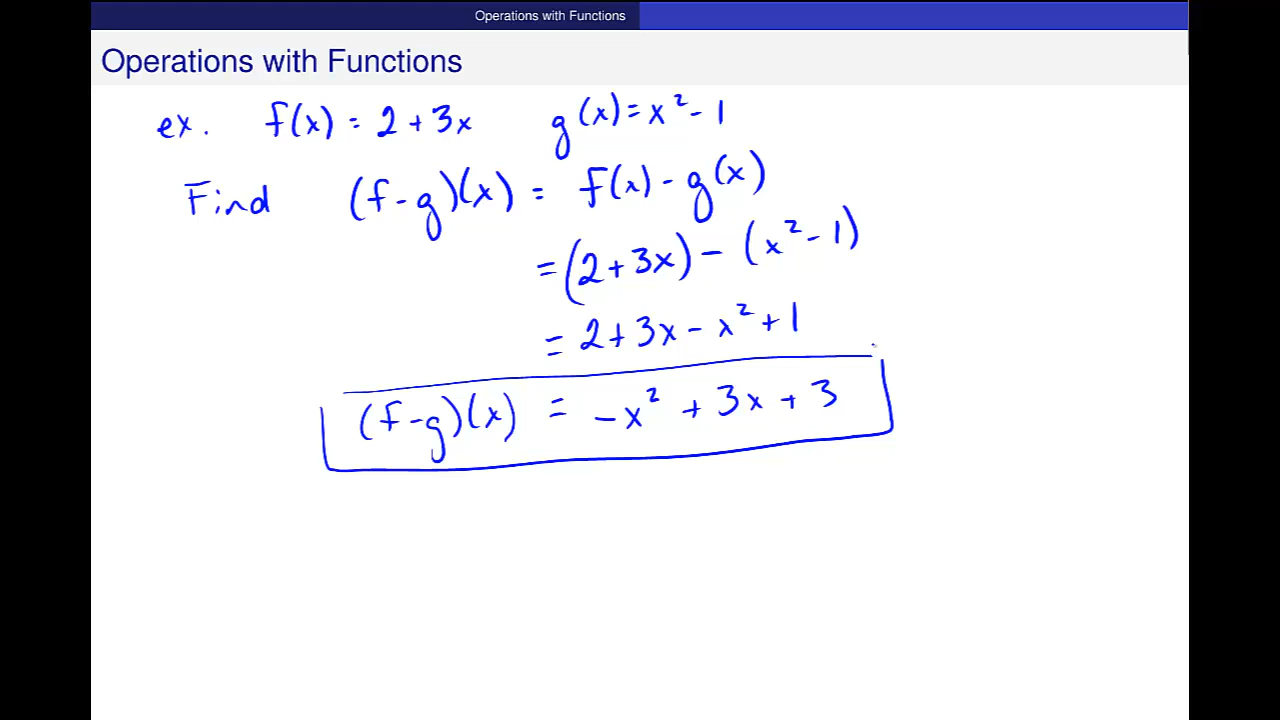 Operations with Functions
Operations with Functions
ex. f(x) = 2 + 3x g(x) = x² - 1
Find (f-g)(x) = f(x) - g(x)
= (2 + 3x) - (x² - 1)
= 2 + 3x - x² + 1
(f-g)(x) = -x² + 3x + 3